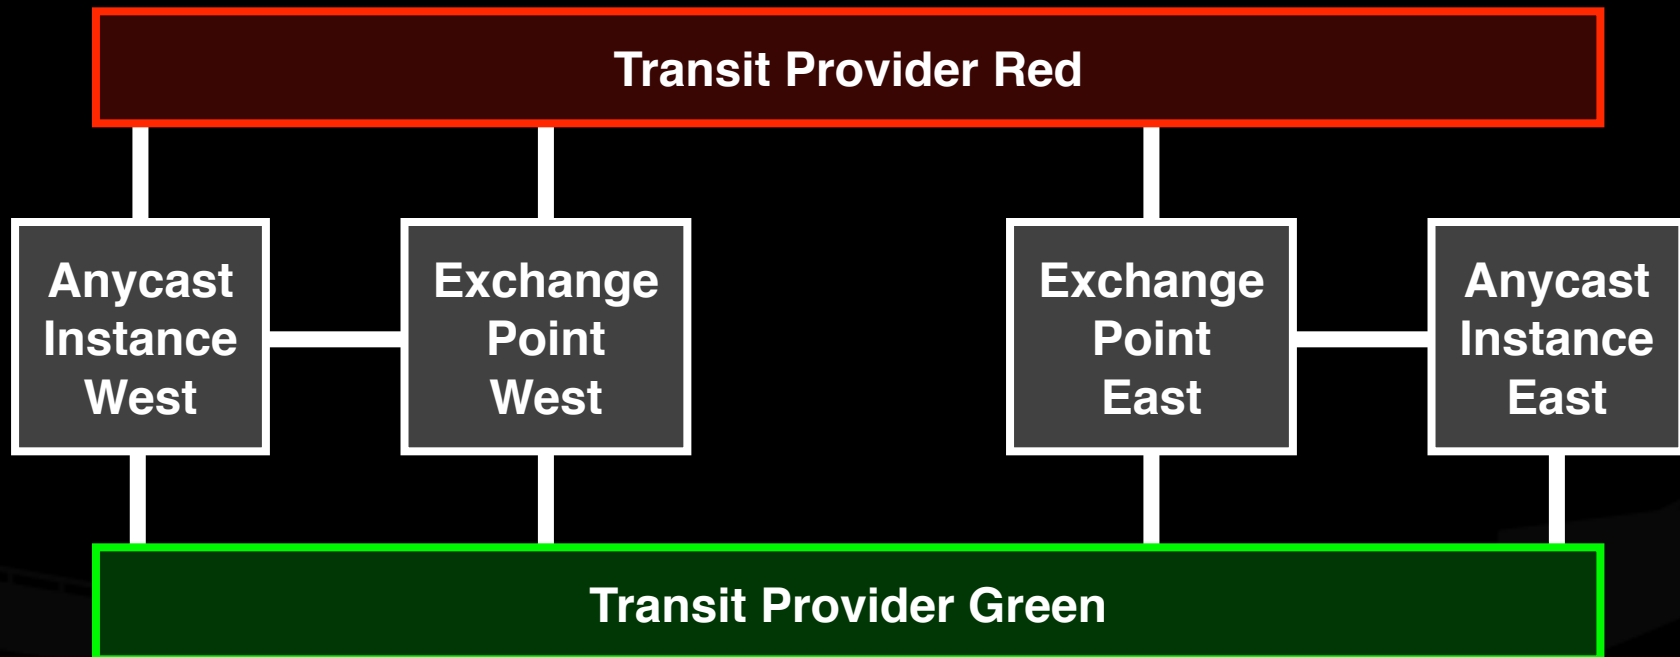 Transit Provider Red
Anycast
Instance
West
Exchange
Point
West
Exchange
Point
East
Anycast
Instance
East
Transit Provider Green